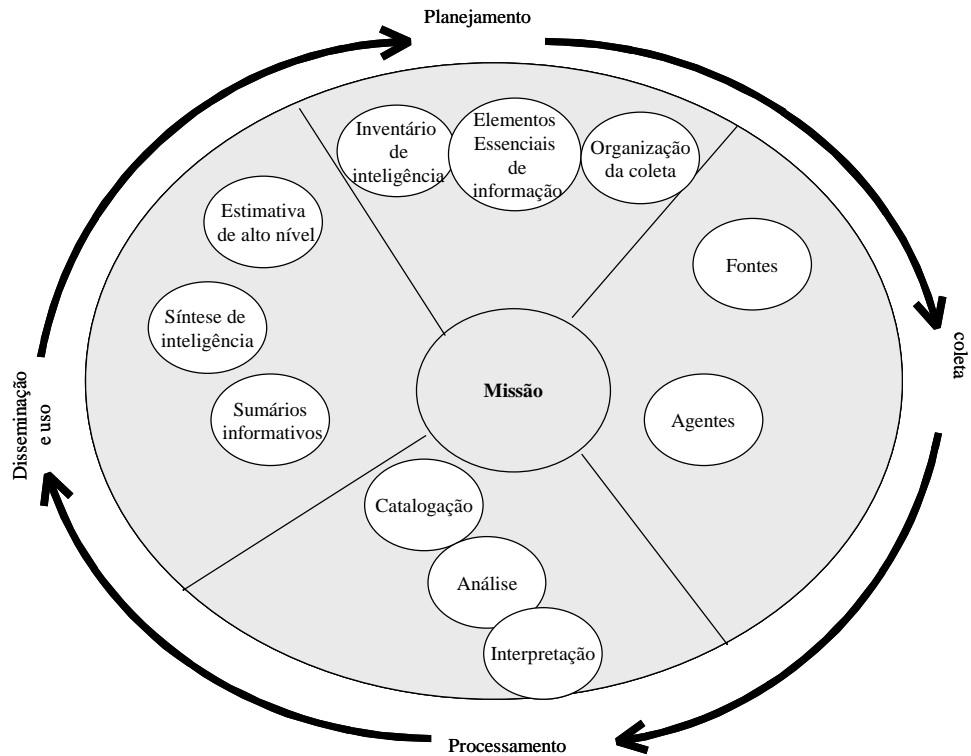 Planejamento
Inventário
de
inteligência
Elementos
Essenciais
de
informação
Organização
da coleta
Estimativa
de alto nível
Fontes
Síntese de
inteligência
coleta
Missão
Disseminação
e uso
Sumários
informativos
Agentes
Catalogação
Análise
Interpretação
Processamento